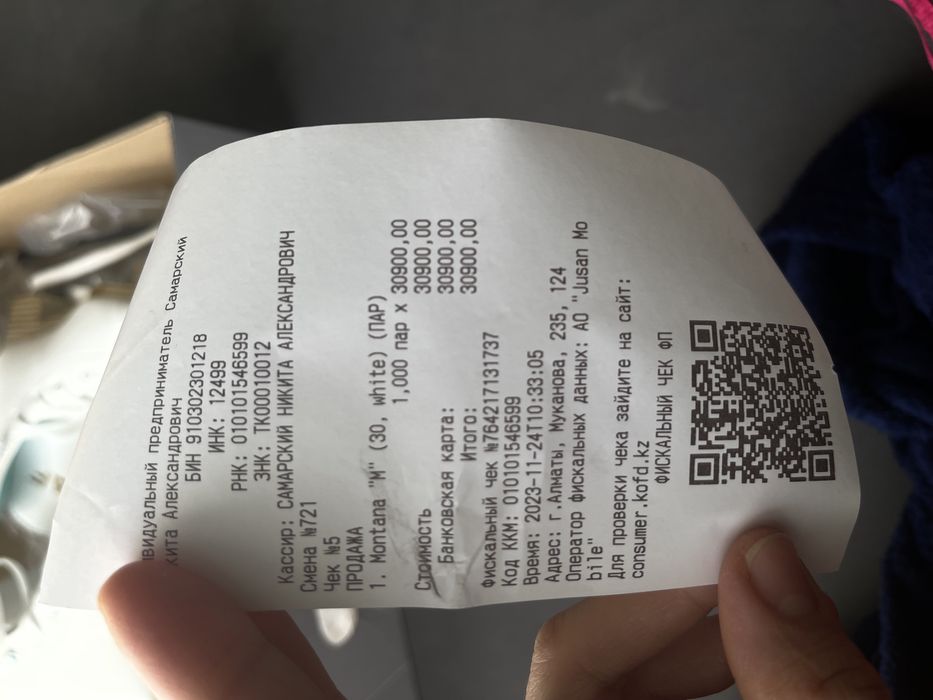 ивидуальный предприниматель Самарский
кита Александрович
БИН 910302301218
ИНК: 12499
РНК: 010101546599
ЗНК: ТК00010012
Кассир: САМАРСКИЙ НИКИТА АЛЕКСАНДРОВИЧ
Смена №721
Чек №5
ПРОДАЖА
1. Montana "M" (30, white) (ПАР)
1,000 пар x 30900,00
Стоимость 30900,00
Банковская карта: 30900,00
Итого: 30900,00
Фискальный чек №764217131737
Код ККМ: 010101546599
Время: 2023-11-24T10:33:05
Адрес: г.Алматы, Муканова, 235, 124
Оператор фискальных данных: АО "Jusan Mo
bile"
Для проверки чека зайдите на сайт:
consumer.kofd.kz
ФИСКАЛЬНЫЙ ЧЕК ФП